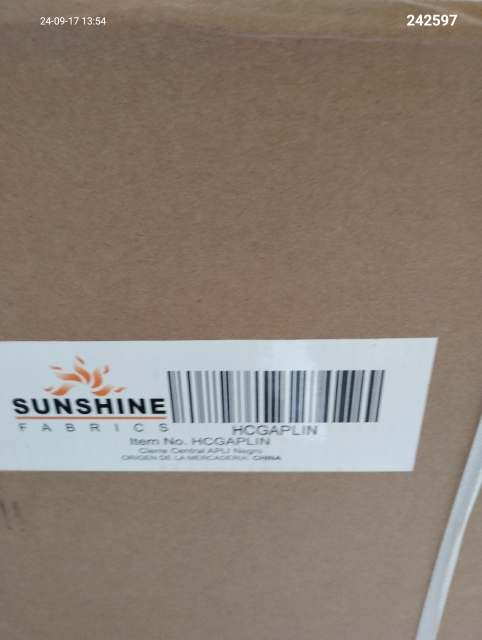 24-09-17 13:54
242597
SUNSHINE
FABRICS
HCGAPLIN
Item No. HCGAPLIN
Cierre Central APLI Negro
ORIGEN DE LA MERCADERIA: CHINA